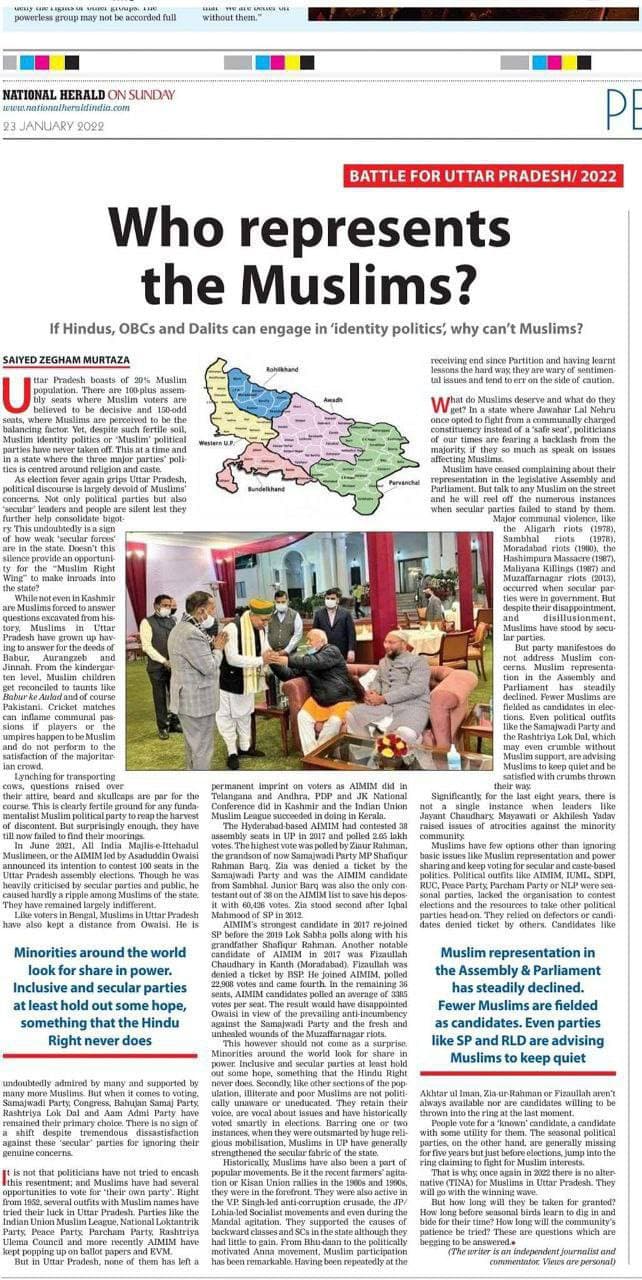 deny the rights of other groups. The
powerless group may not be accorded full
that "We are better off
without them."
NATIONAL HERALD ON SUNDAY
www.nationalheraldindia.com
23 JANUARY 2022
PE
BATTLE FOR UTTAR PRADESH/ 2022
Who represents
the Muslims?
If Hindus, OBCs and Dalits can engage in 'identity politics', why can't Muslims?
SAIYED ZEGHAM MURTAZA
Uttar Pradesh boasts of 20% Muslim
population. There are 100-plus assem-
bly seats where Muslim voters are
believed to be decisive and 150-odd
seats, where Muslims are perceived to be the
balancing factor. Yet, despite such fertile soil,
Muslim identity politics or 'Muslim' political
parties have never taken off. This at a time and
in a state where the three major parties' poli-
tics is centred around religion and caste.
As election fever again grips Uttar Pradesh,
political discourse is largely devoid of Muslims'
concerns. Not only political parties but also
'secular' leaders and people are silent lest they
further help consolidate bigot-
ry. This undoubtedly is a sign
of how weak 'secular forces'
are in the state. Doesn't this
silence provide an opportuni-
ty for the "Muslim Right
Wing" to make inroads into
the state?
While not even in Kashmir
are Muslims forced to answer
questions excavated from his-
tory, Muslims in Uttar
Pradesh have grown up hav-
ing to answer for the deeds of
Babur, Aurangzeb and
Jinnah. From the kindergar-
ten level, Muslim children
get reconciled to taunts like
Babur ke Aulad and of course
Pakistani. Cricket matches
can inflame communal pas-
sions if players or the
umpires happen to be Muslim
and do not perform to the
satisfaction of the majoritar-
ian crowd.
Lynching for transporting
cows, questions raised over
their attire, beard and skullcaps are par for the
course. This is clearly fertile ground for any funda-
mentalist Muslim political party to reap the harvest
of discontent. But surprisingly enough, they have
till now failed to find their moorings.
In June 2021, All India Majlis-e-Ittehadul
Muslimeen, or the AIMIM led by Asaduddin Owaisi
announced its intention to contest 100 seats in the
Uttar Pradesh assembly elections. Though he was
heavily criticised by secular parties and public, he
caused hardly a ripple among Muslims of the state.
They have remained largely indifferent.
Like voters in Bengal, Muslims in Uttar Pradesh
have also kept a distance from Owaisi. He is
Minorities around the world
look for share in power.
Inclusive and secular parties
at least hold out some hope,
something that the Hindu
Right never does
undoubtedly admired by many and supported by
many more Muslims. But when it comes to voting,
Samajwadi Party, Congress, Bahujan Samaj Party,
Rashtriya Lok Dal and Aam Admi Party have
remained their primary choice. There is no sign of
a shift despite tremendous dissastisfaction
against these 'secular' parties for ignoring their
genuine concerns.
It is not that politicians have not tried to encash
this resentment; and Muslims have had several
opportunities to vote for 'their own party'. Right
from 1952, several outfits with Muslim names have
tried their luck in Uttar Pradesh. Parties like the
Indian Union Muslim League, National Loktantrik
Party, Peace Party, Parcham Party, Rashtriya
Ulema Council and more recently AIMIM have
kept popping up on ballot papers and EVM.
But in Uttar Pradesh, none of them has left a
Rohilkhand
Awadh
Western U.P.
Bundelkhand
Purvanchal
permanent imprint on voters as AIMIM did in
Telangana and Andhra, PDP and JK National
Conference did in Kashmir and the Indian Union
Muslim League succeeded in doing in Kerala.
The Hyderabad-based AIMIM had contested 38
assembly seats in UP in 2017 and polled 2.05 lakh
votes. The highest votes was polled by Ziaur Rahman,
the grandson of now Samajwadi Party MP Shafiqur
Rahman Barq. Zia was denied a ticket by the
Samajwadi Party and was the AIMIM candidate
from Sambhal. Junior Barq was also the only con-
testant out of 38 on the AIMIM list to save his depos-
it with 60,426 votes. Zia stood second after Iqbal
Mahmood of SP in 2012.
AIMIM's strongest candidate in 2017 re-joined
SP before the 2019 Lok Sabha polls along with his
grandfather Shafiqur Rahman. Another notable
candidate of AIMIM in 2017 was Fizaullah
Chaudhary in Kanth (Moradabad). Fizaullah was
denied a ticket by BSP. He joined AIMIM, polled
22,908 votes and came fourth. In the remaining 36
seats, AIMIM candidates polled an average of 3385
votes per seat. The result would have disappointed
Owaisi in view of the prevailing anti-incumbency
against the Samajwadi Party and the fresh and
unhealed wounds of the Muzaffarnagar riots.
This however should not come as a surprise.
Minorities around the world look for share in
power. Inclusive and secular parties at least hold
out some hope, something that the Hindu Right
never does. Secondly, like other sections of the pop-
ulation, illiterate and poor Muslims are not politi-
cally unaware or uneducated. They retain their
voice, are vocal about issues and have historically
voted smartly in elections. Barring one or two
instances, when they were outsmarted by huge reli-
gious mobilisation, Muslims in UP have generally
strengthened the secular fabric of the state.
Historically, Muslims have also been a part of
popular movements. Be it the recent farmers' agita-
tion or Kisan Union rallies in the 1980s and 1990s,
they were in the forefront. They were also active in
the V.P. Singh-led anti-corruption crusade, the JP/
Lohia-led Socialist movements and even during the
Mandal agitation. They supported the causes of
backward classes and SCs in the state although they
had little to gain. From Bhu-daan to the politically
motivated Anna movement, Muslim participation
has been remarkable. Having been repeatedly at the
receiving end since Partition and having learnt
lessons the hard way, they are wary of sentimen-
tal issues and tend to err on the side of caution.
What do Muslims deserve and what do they
get? In a state where Jawahar Lal Nehru
once opted to fight from a communally charged
constituency instead of a 'safe seat', politicians
of our times are fearing a backlash from the
majority, if they so much as speak on issues
affecting Muslims.
Muslim have ceased complaining about their
representation in the legislative Assembly and
Parliament. But talk to any Muslim on the street
and he will reel off the numerous instances
when secular parties failed to stand by them.
Major communal violence, like
the Aligarh riots (1978),
Sambhal riots (1978),
Moradabad riots (1980), the
Hashimpura Massacre (1987),
Maliyana Killings (1987) and
Muzaffarnagar riots (2013),
occurred when secular par-
ties were in government. But
despite their disappointment,
and disillusionment,
Muslims have stood by secu-
lar parties.
But party manifestoes do
not address Muslim con-
cerns. Muslim representa-
tion in the Assembly and
Parliament has steadily
declined. Fewer Muslims are
fielded as candidates in elec-
tions. Even political outfits
like the Samajwadi Party and
the Rashtriya Lok Dal, which
may even crumble without
Muslim support, are advising
Muslims to keep quiet and be
satisfied with crumbs thrown
their way.
Significantly, for the last eight years, there is
not a single instance when leaders like
Jayant Chaudhary, Mayawati or Akhilesh Yadav
raised issues of atrocities against the minority
community.
Muslims have few options other than ignoring
basic issues like Muslim representation and power
sharing and keep voting for secular and caste-based
politics. Political outfits like AIMIM, IUML, SDPI,
RUC, Peace Party, Parcham Party or NLP were sea-
sonal parties, lacked the organisation to contest
elections and the resources to take other political
parties head-on. They relied on defectors or candi-
dates denied ticket by others. Candidates like
Muslim representation in
the Assembly & Parliament
has steadily declined.
Fewer Muslims are fielded
as candidates. Even parties
like SP and RLD are advising
Muslims to keep quiet
Akhtar ul Iman, Zia-ur-Rahman or Fizaullah aren't
always available nor are candidates willing to be
thrown into the ring at the last moment.
People vote for a 'known' candidate, a candidate
with some utility for them. The seasonal political
parties, on the other hand, are generally missing
for five years but just before elections, jump into the
ring claiming to fight for Muslim interests.
That is why, once again in 2022 there is no alter-
native (TINA) for Muslims in Uttar Pradesh. They
will go with the winning wave.
But how long will they be taken for granted?
How long before seasonal birds learn to dig in and
bide for their time? How long will the community's
patience be tried? These are questions which are
begging to be answered.
(The writer is an independent journalist and
commentator. Views are personal)